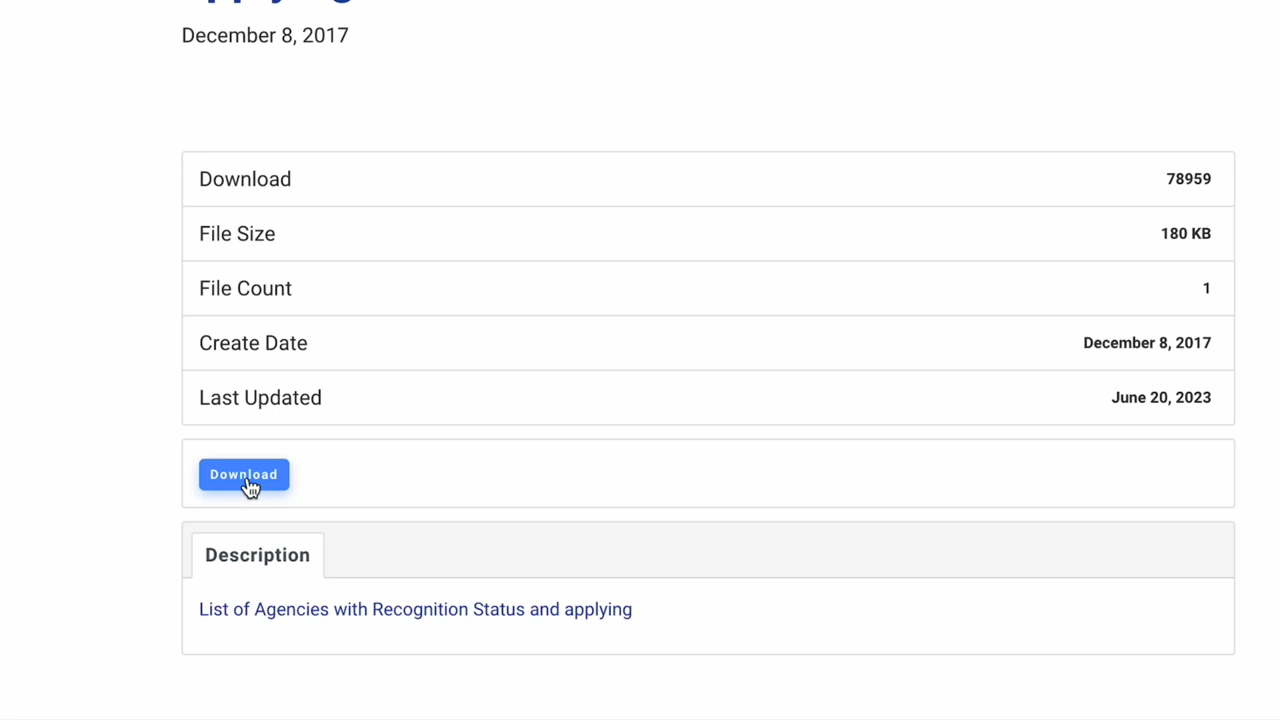 December 8, 2017
Download 78959
File Size 180 KB
File Count 1
Create Date December 8, 2017
Last Updated June 20, 2023
Download
Description
List of Agencies with Recognition Status and applying